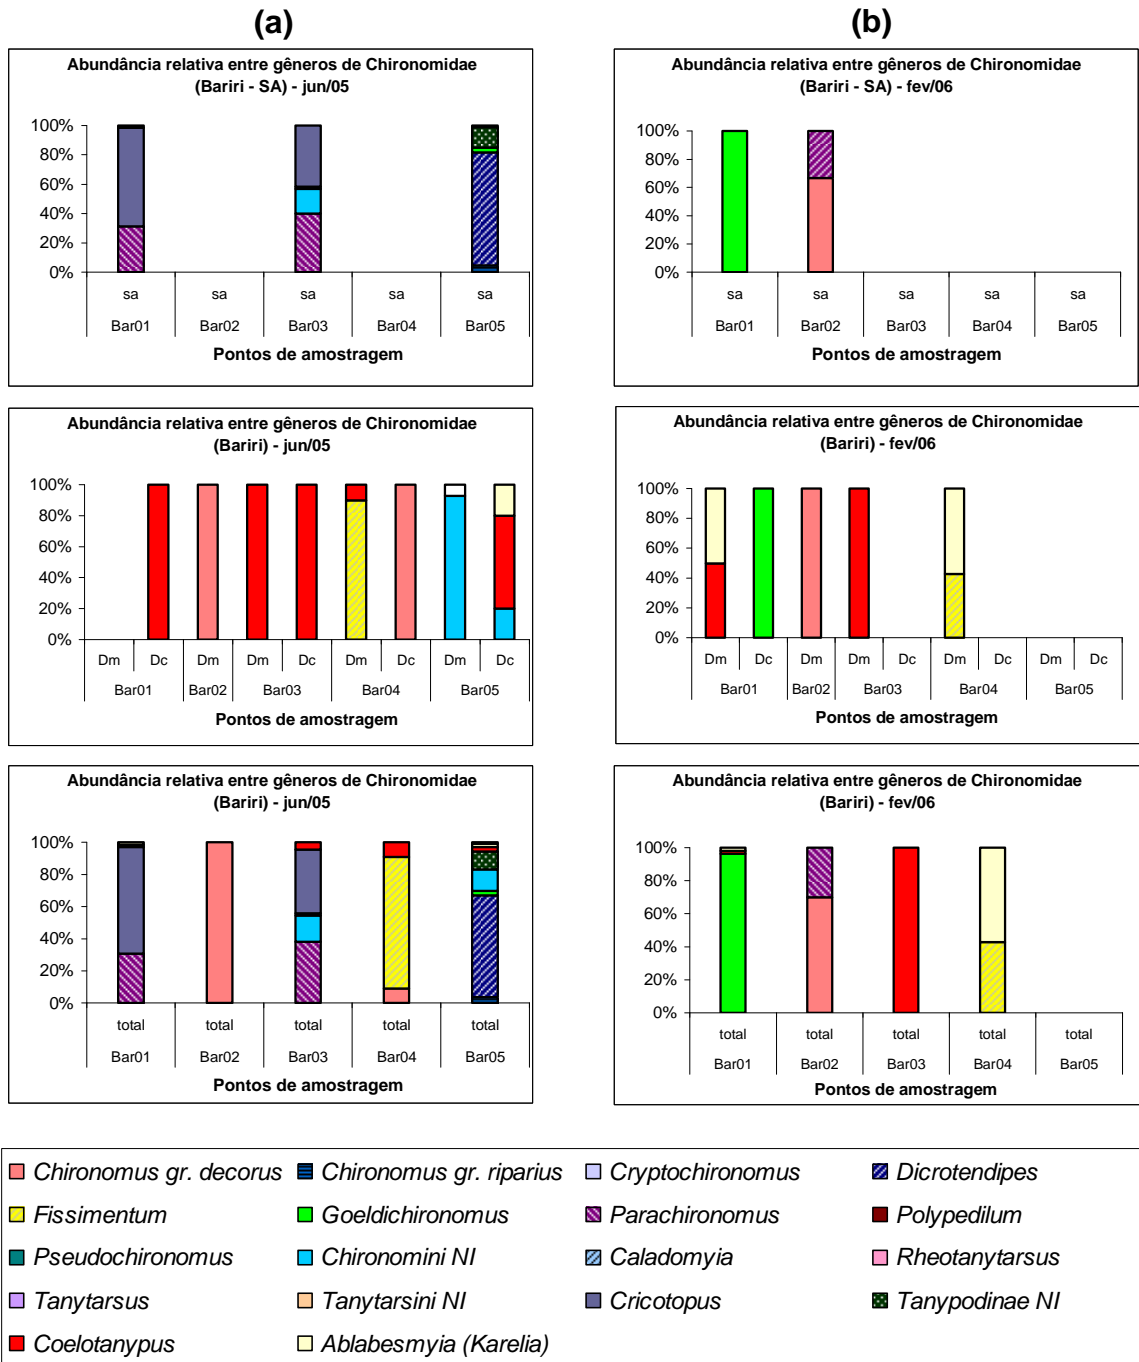 (a)
(b)
Abundância relativa entre gêneros de Chironomidae
(Bariri - SA) - jun/05
100%
80%
60%
40%
20%
0%
sa sa sa sa sa
Bar01 Bar02 Bar03 Bar04 Bar05
Pontos de amostragem
Abundância relativa entre gêneros de Chironomidae
(Bariri - SA) - fev/06
100%
80%
60%
40%
20%
0%
sa sa sa sa sa
Bar01 Bar02 Bar03 Bar04 Bar05
Pontos de amostragem
Abundância relativa entre gêneros de Chironomidae
(Bariri) - jun/05
100%
80%
60%
40%
20%
0%
Dm Dc Dm Dm Dc Dm Dc Dm Dc
Bar01 Bar02 Bar03 Bar04 Bar05
Pontos de amostragem
Abundância relativa entre gêneros de Chironomidae
(Bariri) - fev/06
100%
80%
60%
40%
20%
0%
Dm Dc Dm Dm Dc Dm Dc Dm Dc
Bar01 Bar02 Bar03 Bar04 Bar05
Pontos de amostragem
Abundância relativa entre gêneros de Chironomidae
(Bariri) - jun/05
100%
80%
60%
40%
20%
0%
total total total total total
Bar01 Bar02 Bar03 Bar04 Bar05
Pontos de amostragem
Abundância relativa entre gêneros de Chironomidae
(Bariri) - fev/06
100%
80%
60%
40%
20%
0%
total total total total total
Bar01 Bar02 Bar03 Bar04 Bar05
Pontos de amostragem
Chironomus gr. decorus Chironomus gr. riparius Cryptochironomus Dicrotendipes
Fissimentum Goeldichironomus Parachironomus Polypedilum
Pseudochironomus Chironomini NI Caladomyia Rheotanytarsus
Tanytarsus Tanytarsini NI Cricotopus Tanypodinae NI
Coelotanypus Ablabesmyia (Karelia)